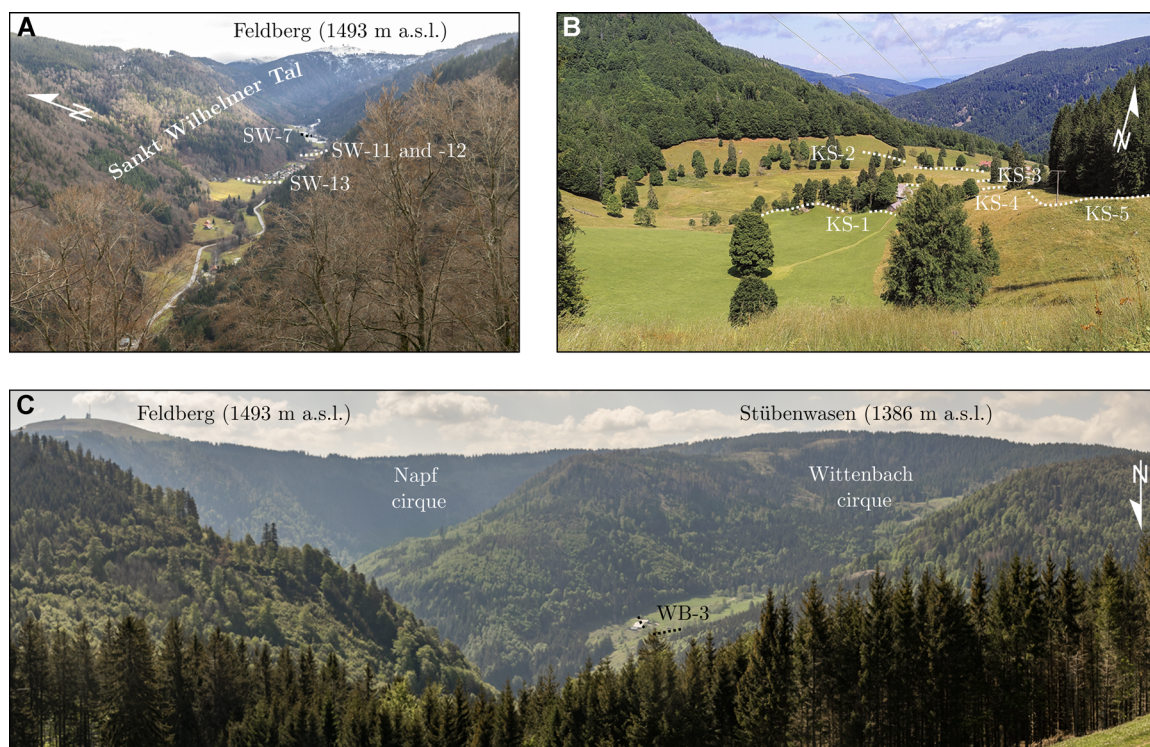 A
Feldberg (1493 m a.s.l.)
N
Sankt Wilhelmer Tal
SW-7
SW-11 and -12
SW-13
B
N
KS-2
KS-3
KS-4
KS-1
KS-5
C
Feldberg (1493 m a.s.l.)
Stübenwasen (1386 m a.s.l.)
Napf
cirque
Wittenbach
cirque
N
WB-3